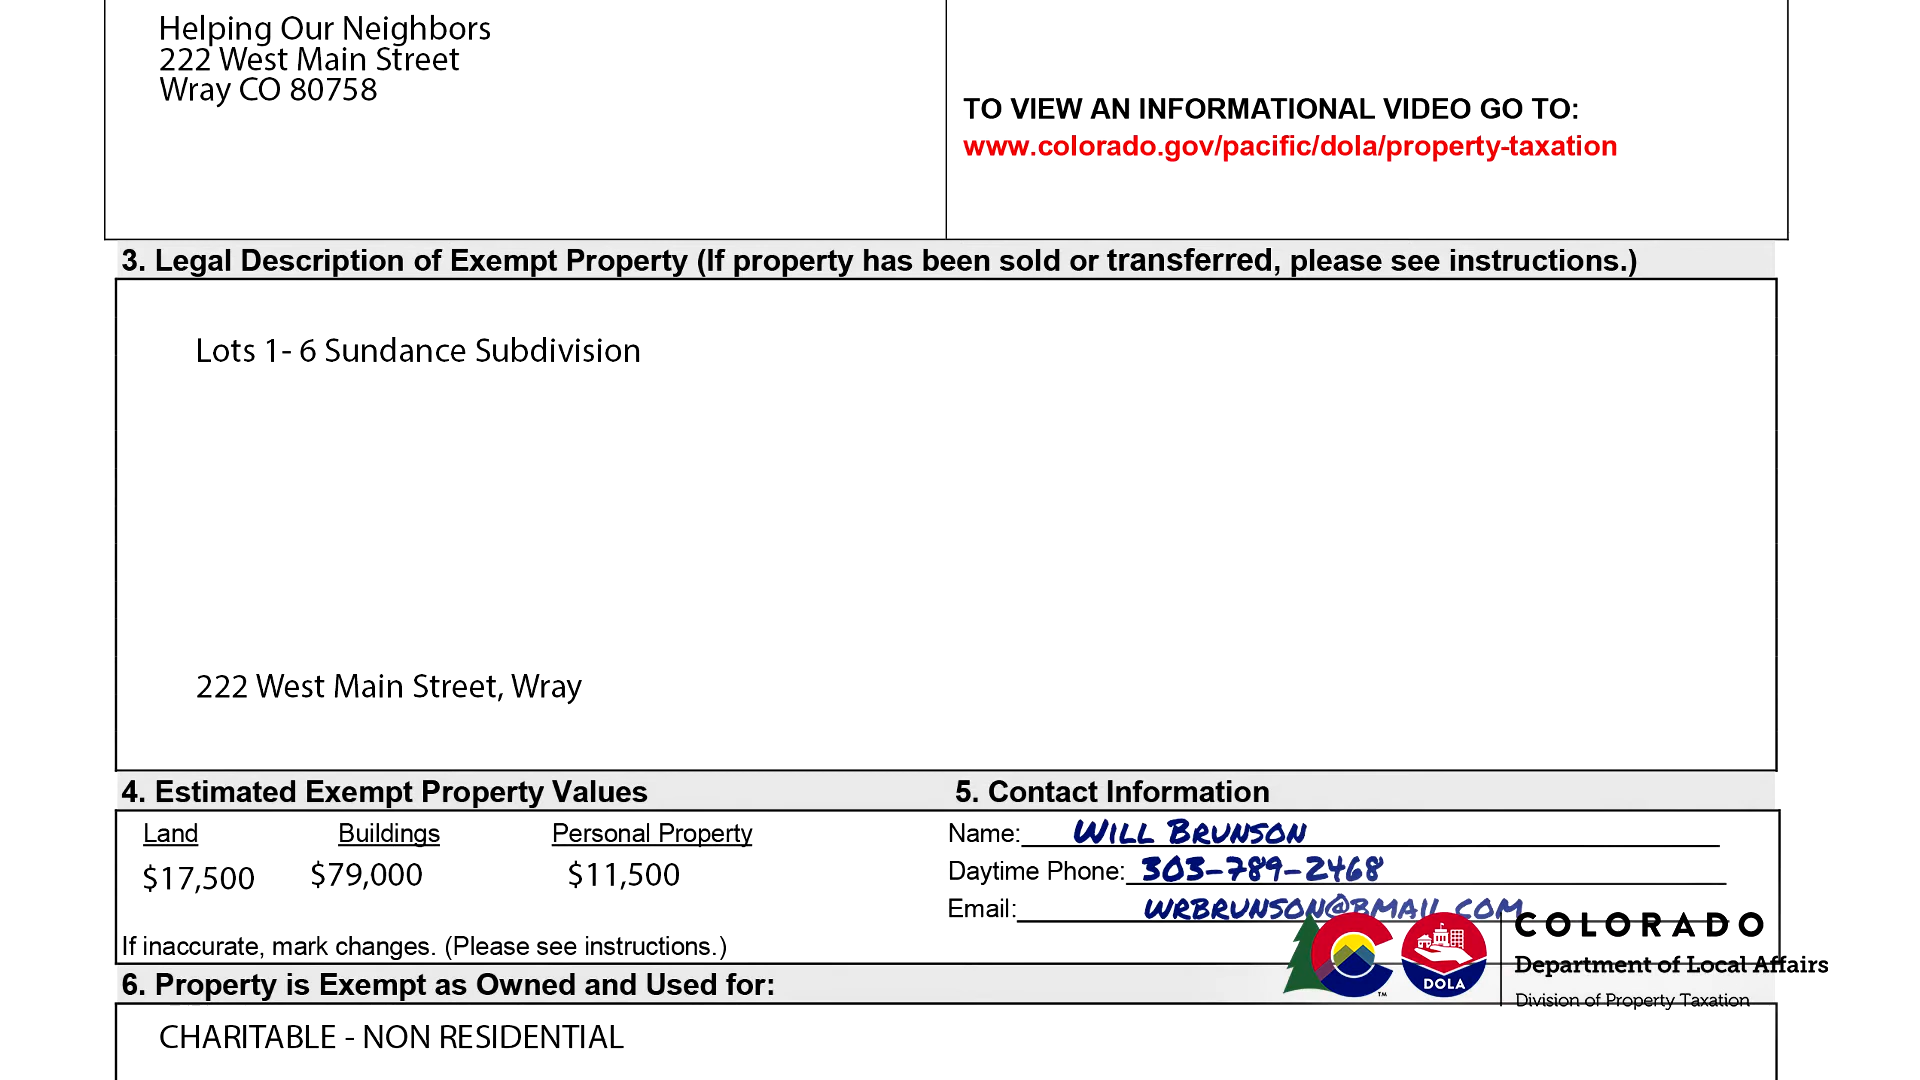 Helping Our Neighbors
222 West Main Street
Wray CO 80758
TO VIEW AN INFORMATIONAL VIDEO GO TO:
www.colorado.gov/pacific/dola/property-taxation
3. Legal Description of Exempt Property (If property has been sold or transferred, please see instructions.)
Lots 1- 6 Sundance Subdivision
222 West Main Street, Wray
4. Estimated Exempt Property Values
5. Contact Information
Land Buildings Personal Property
$17,500 $79,000 $11,500
If inaccurate, mark changes. (Please see instructions.)
Name: WILL BRUNSON
Daytime Phone: 303-789-2468
Email: WRBRUNSON@BMAIL.COM
6. Property is Exempt as Owned and Used for:
CHARITABLE - NON RESIDENTIAL
TM
DOLA
COLORADO
Department of Local Affairs
Division of Property Taxation